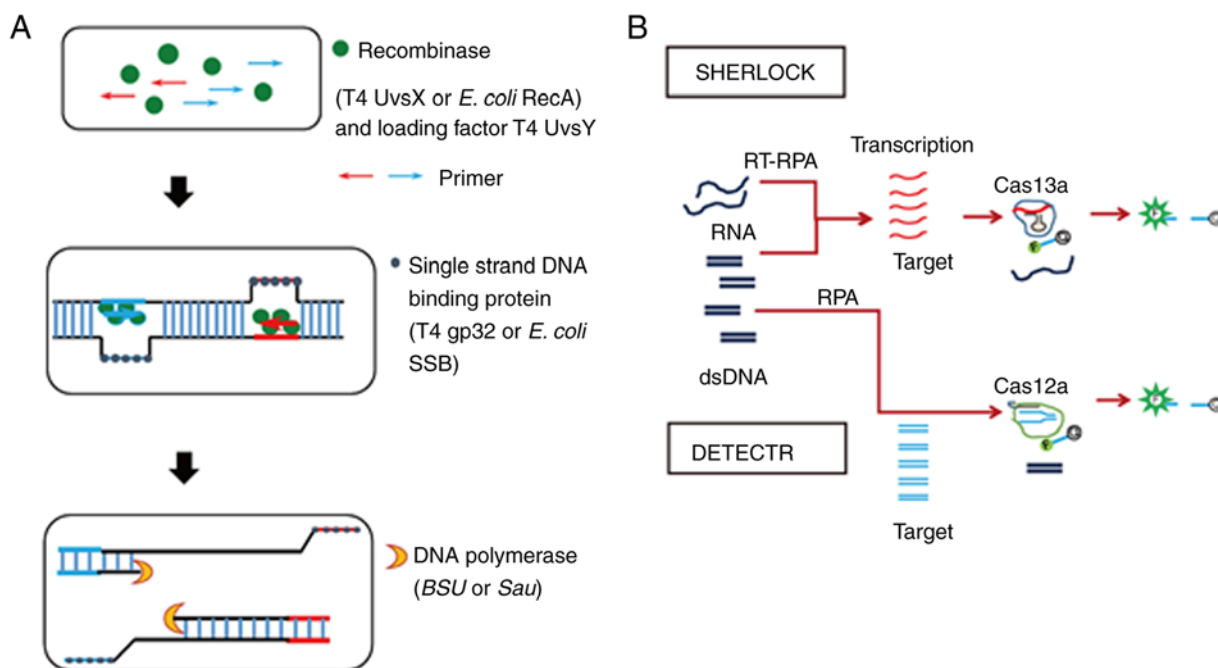 A
Recombinase
(T4 UvsX or E. coli RecA)
and loading factor T4 UvsY
Primer
Single strand DNA
binding protein
(T4 gp32 or E. coli
SSB)
DNA polymerase
(BSU or Sau)
B
SHERLOCK
RT-RPA
Transcription
Cas13a
RNA
Target
RPA
dsDNA
Cas12a
DETECTR
Target